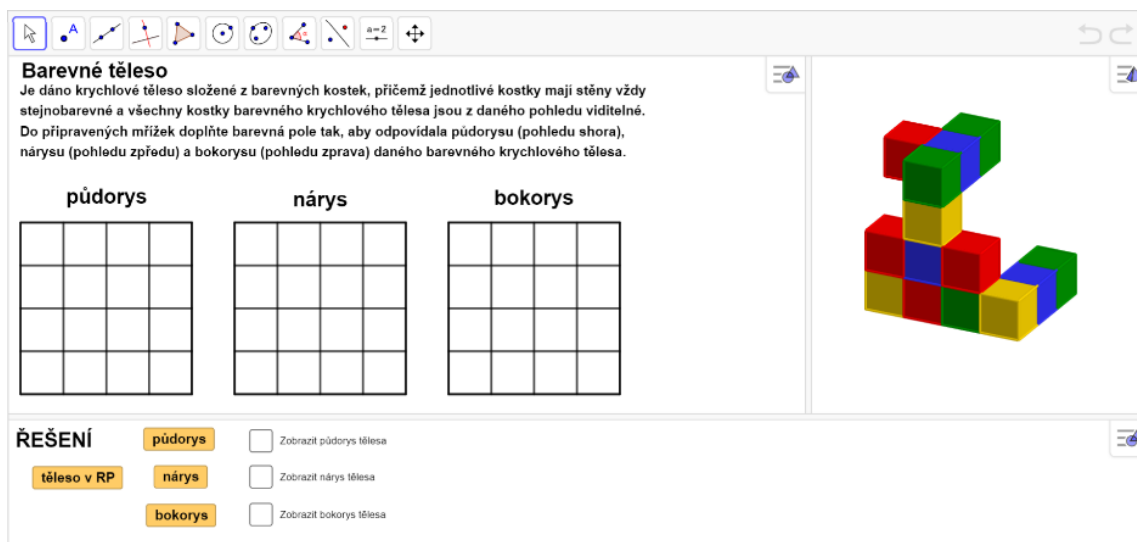 A
a=2
Barevné těleso
Je dáno krychlové těleso složené z barevných kostek, přičemž jednotlivé kostky mají stěny vždy
stejnobarevné a všechny kostky barevného krychlového tělesa jsou z daného pohledu viditelné.
Do připravených mřížek doplňte barevná pole tak, aby odpovídala půdorysu (pohledu shora),
nárysu (pohledu zpředu) a bokorysu (pohledu zprava) daného barevného krychlového tělesa.
půdorys nárys bokorys
ŘEŠENÍ
půdorys Zobrazit půdorys tělesa
těleso v RP nárys Zobrazit nárys tělesa
bokorys Zobrazit bokorys tělesa